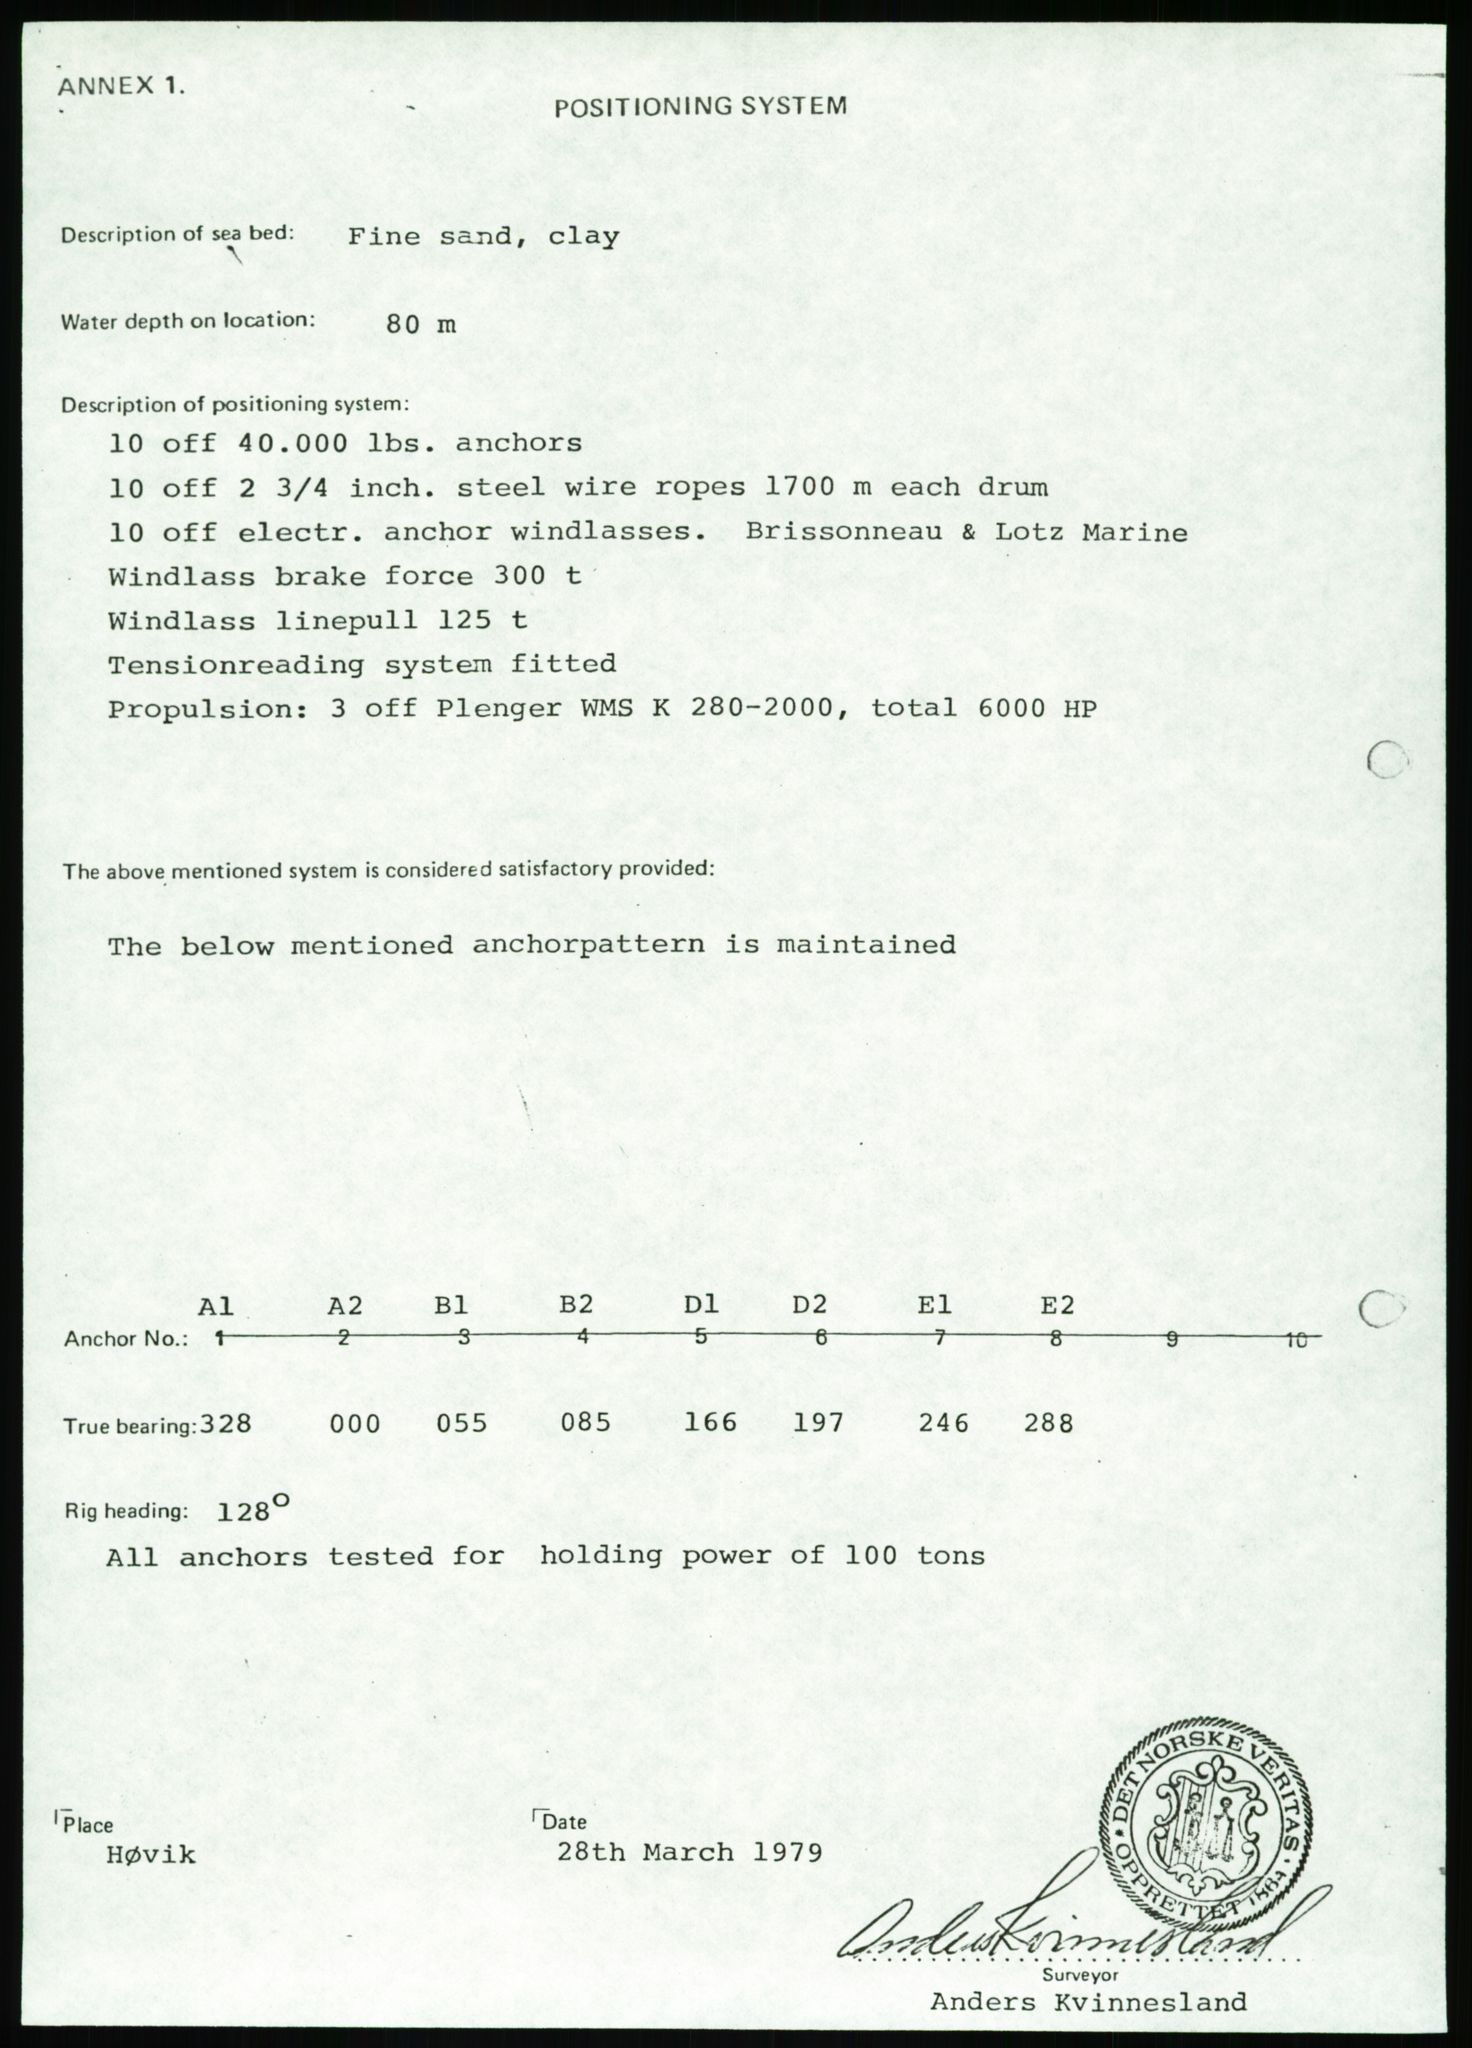 ANNEX 1.
POSITIONING SYSTEM
Description of sea bed: Fine sand, clay
Water depth on location: 80 m
Description of positioning system:
10 off 40.000 lbs. anchors
10 off 2 3/4 inch. steel wire ropes 1700 m each drum
10 off electr. anchor windlasses. Brissonneau & Lotz Marine
Windlass brake force 300 t
Windlass linepull 125 t
Tensionreading system fitted
Propulsion: 3 off Plenger WMS K 280-2000, total 6000 HP
The above mentioned system is considered satisfactory provided:
The below mentioned anchorpattern is maintained
A1 A2 B1 B2 D1 D2 E1 E2
Anchor No.: 1 2 3 4 5 6 7 8 9 10
True bearing: 328 000 055 085 166 197 246 288
Rig heading: 128°
All anchors tested for holding power of 100 tons
DET NORSKE VERITAS
OPPRETTET 1864
Place
Høvik
Date
28th March 1979
Anders Kvinnesland
Surveyor
Anders Kvinnesland